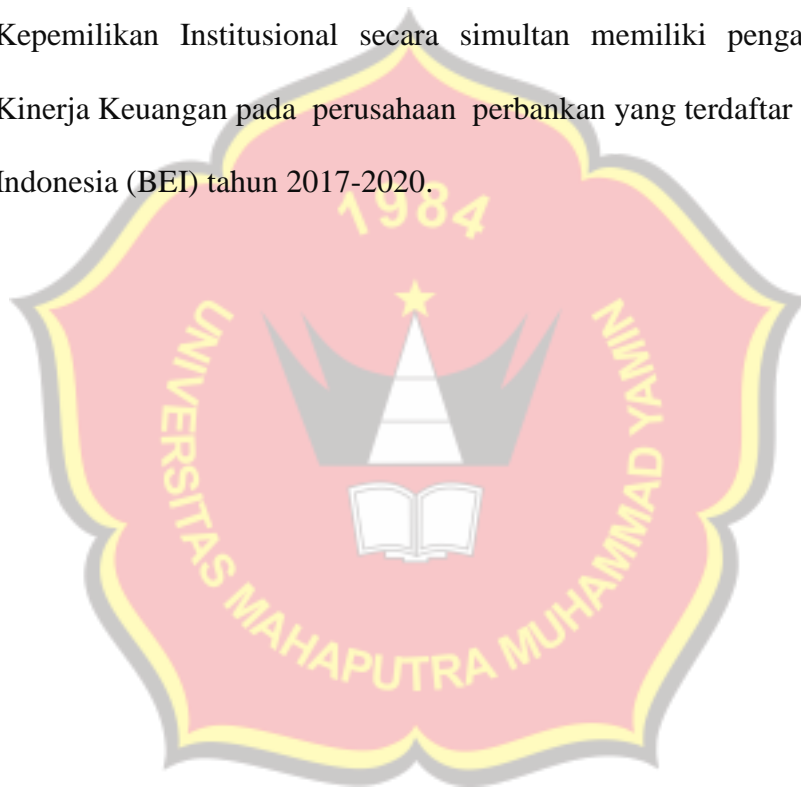 Kepemilikan Institusional secara simultan memiliki
Kinerja Keuangan pada perusahaan perbankan yang terdaftar
Indonesia (BEI) tahun 2017-2020.
1984
UNIVERSITAS MAHAPUTRA MUHAMMAD YAMIN